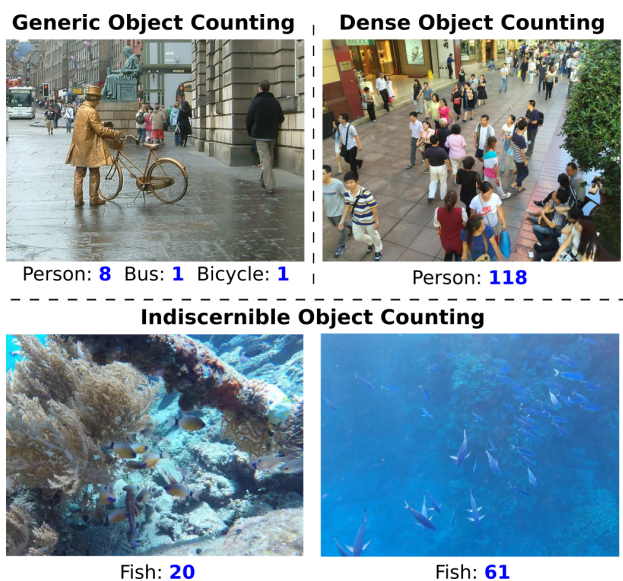 Generic Object Counting
Dense Object Counting
Person: 8 Bus: 1 Bicycle: 1
Person: 118
Indiscernible Object Counting
Fish: 20
Fish: 61